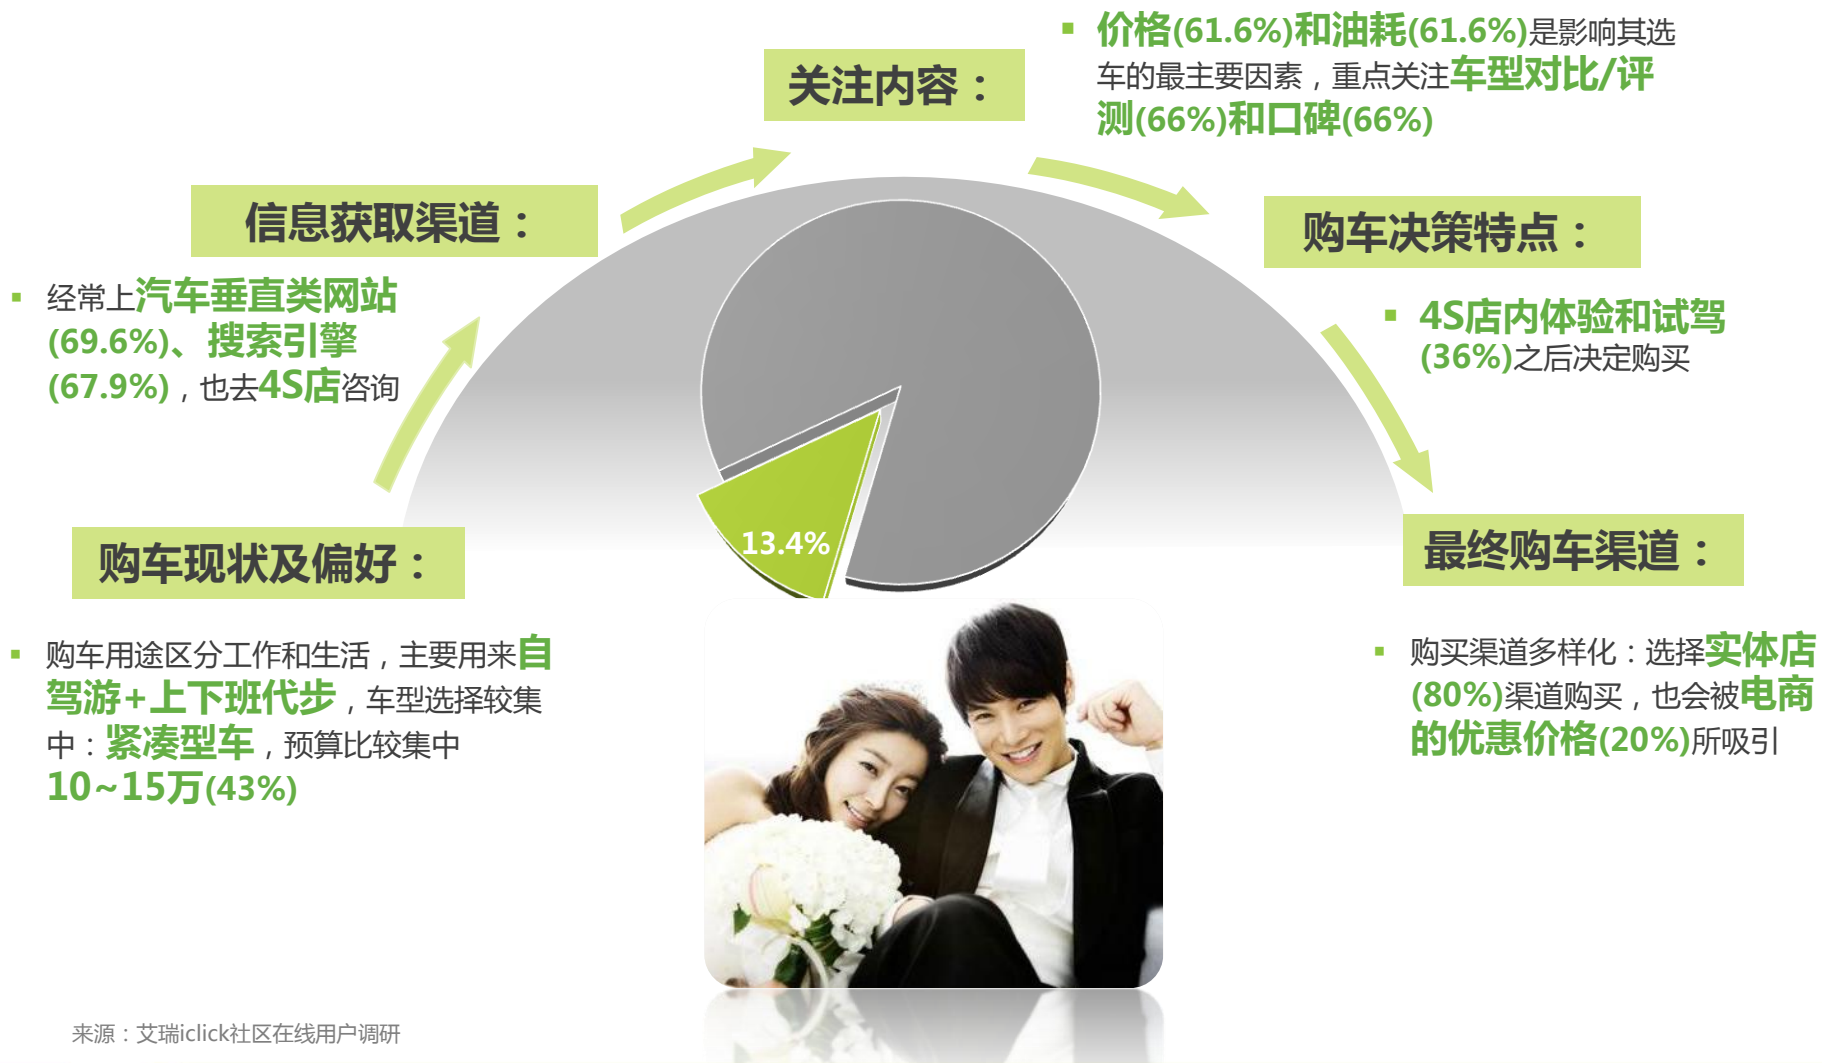 价格(61.6%)和油耗(61.6%)是影响其选
车的最主要因素，重点关注车型对比/评
测(66%)和口碑(66%)
关注内容：
信息获取渠道：
经常上汽车垂直类网站
(69.6%)、搜索引擎
(67.9%)，也去4S店咨询
购车决策特点：
4S店内体验和试驾
(36%)之后决定购买
购车现状及偏好：
购车用途区分工作和生活，主要用来自
驾游+上下班代步，车型选择较集
中：紧凑型车，预算比较集中
10~15万(43%)
13.4%
最终购车渠道：
购买渠道多样化：选择实体店
(80%)渠道购买，也会被电商
的优惠价格(20%)所吸引
来源：艾瑞iclick社区在线用户调研